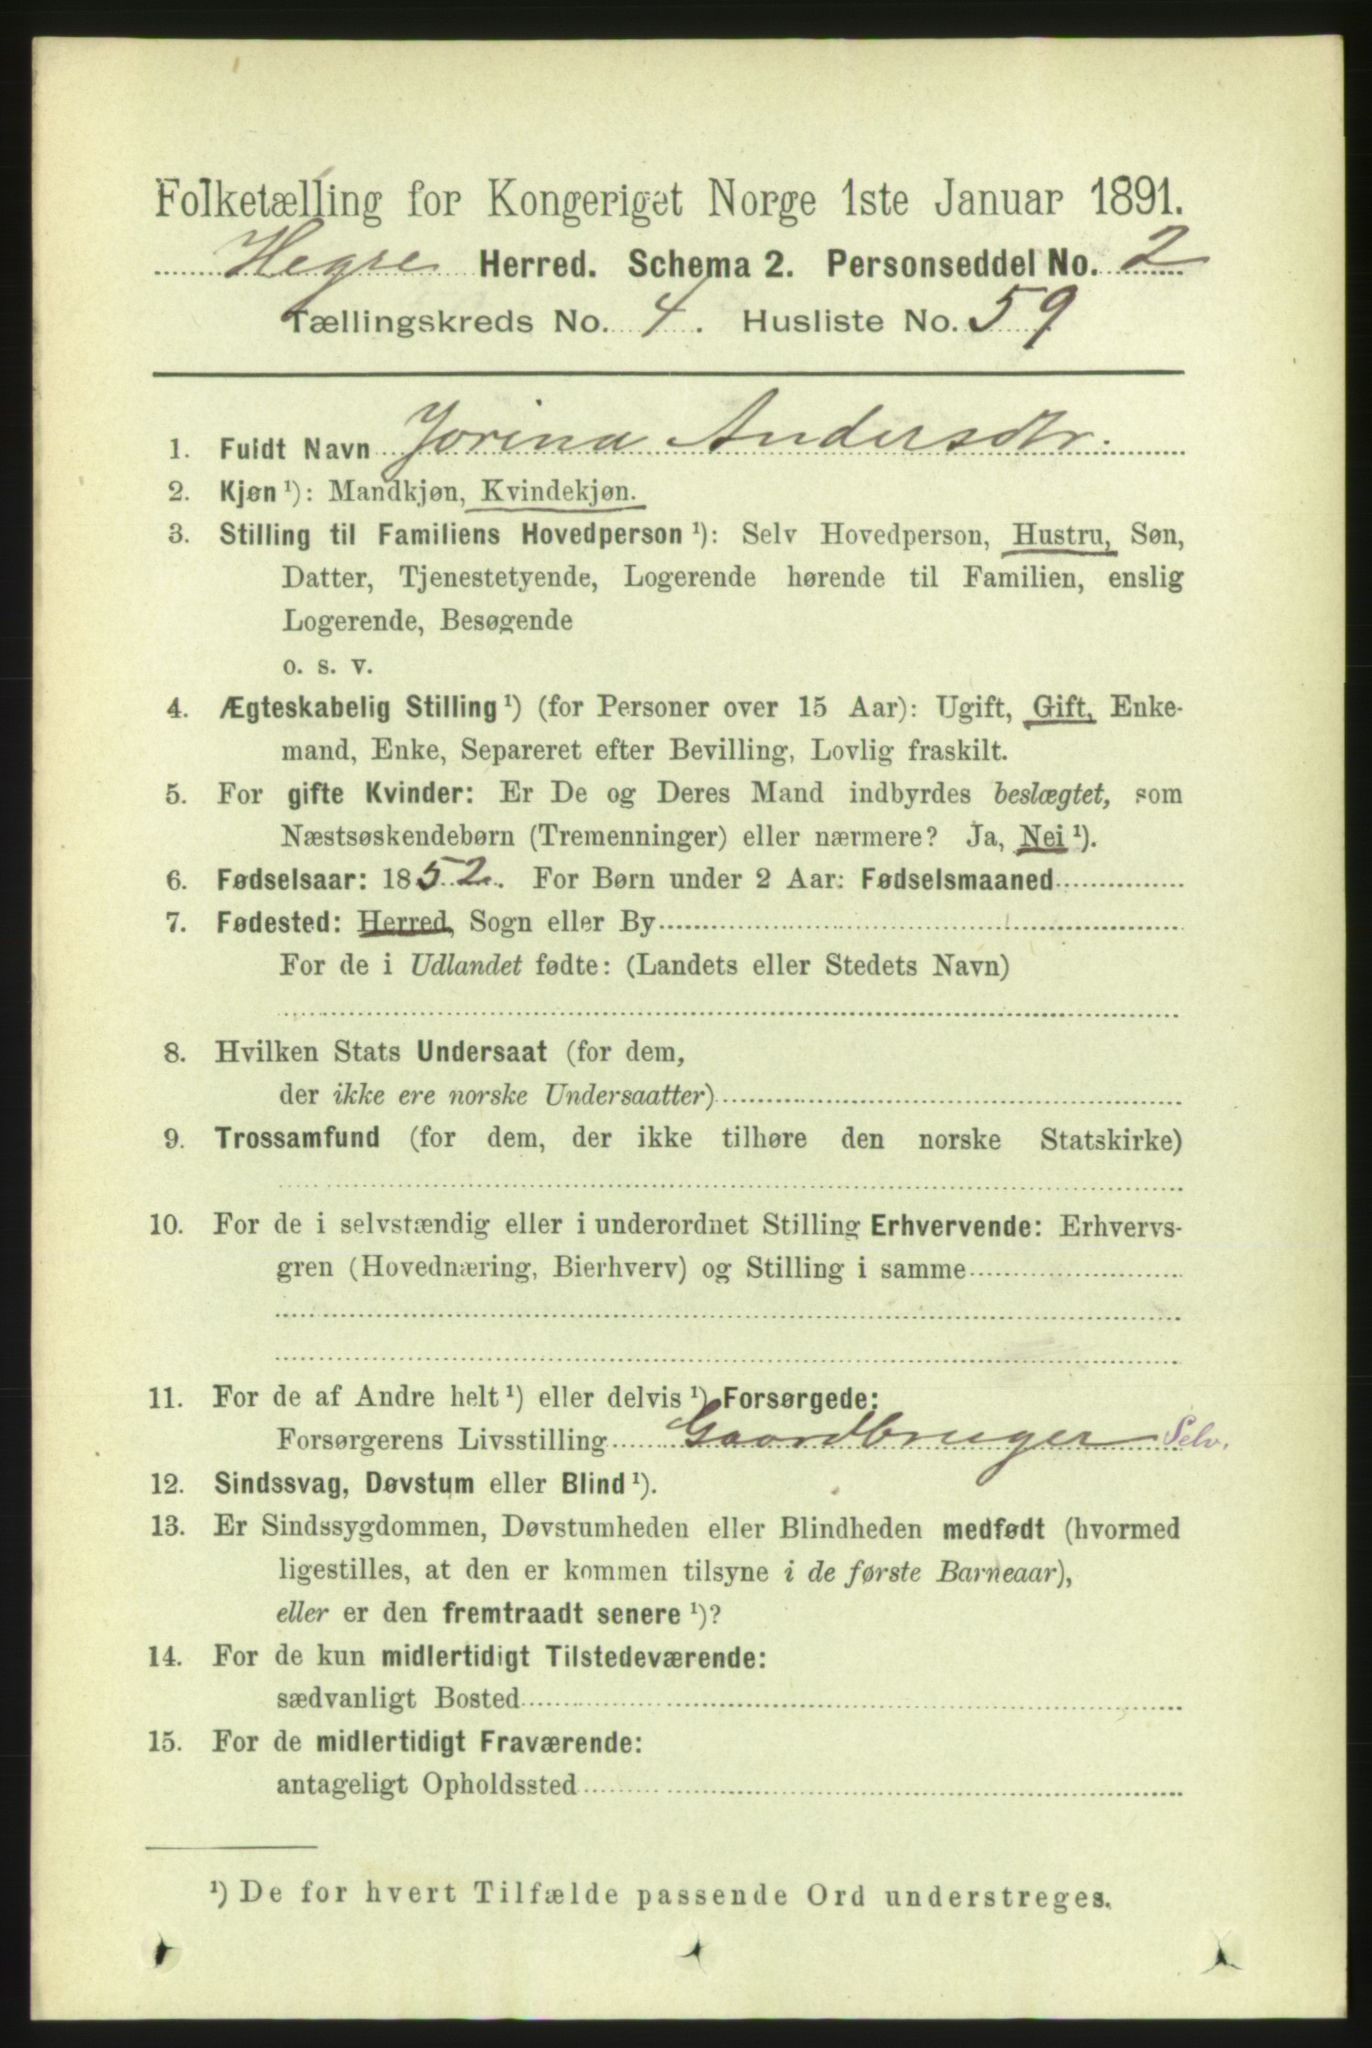 Folketælling for Kongeriget Norge 1ste Januar 1891.
Hegre Herred. Schema 2. Personseddel No. 2
Tællingskreds No. 4. Husliste No. 59
1. Fuldt Navn Jorina Andersdtr.
2. Kjøn ¹): Mandkjøn, Kvindekjøn.
3. Stilling til Familiens Hovedperson ¹): Selv Hovedperson, Hustru, Søn,
Datter, Tjenestetyende, Logerende hørende til Familien, enslig
Logerende, Besøgende
o. s. v.
4. Ægteskabelig Stilling ¹) (for Personer over 15 Aar): Ugift, Gift, Enke-
mand, Enke, Separeret efter Bevilling, Lovlig fraskilt.
5. For gifte Kvinder: Er De og Deres Mand indbyrdes beslægtet, som
Næstsøskendebørn (Tremenninger) eller nærmere? Ja, Nei ¹).
6. Fødselsaar: 1852. For Børn under 2 Aar: Fødselsmaaned
7. Fødested: Herred, Sogn eller By
For de i Udlandet fødte: (Landets eller Stedets Navn)
8. Hvilken Stats Undersaat (for dem,
der ikke ere norske Undersaatter)
9. Trossamfund (for dem, der ikke tilhøre den norske Statskirke)
10. For de i selvstændig eller i underordnet Stilling Erhvervende: Erhvervs-
gren (Hovednæring, Bierhverv) og Stilling i samme
11. For de af Andre helt ¹) eller delvis ¹) Forsørgede:
Forsørgerens Livsstilling Gaardbruger Selv.
12. Sindssvag, Døvstum eller Blind ¹).
13. Er Sindssygdommen, Døvstumheden eller Blindheden medfødt (hvormed
ligestilles, at den er kommen tilsyne i de første Barneaar),
eller er den fremtraadt senere ¹)?
14. For de kun midlertidigt Tilstedeværende:
sædvanligt Bosted
15. For de midlertidigt Fraværende:
antageligt Opholdssted
¹) De for hvert Tilfælde passende Ord understreges.